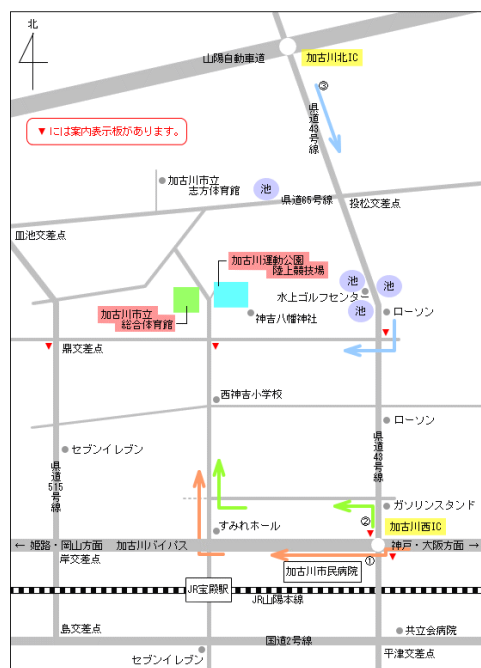 北
山陽自動車道
加古川北IC
③
県道43号線
▼には案内表示板があります。
加古川市立
志方体育館
池
県道65号線
投松交差点
皿池交差点
加古川運動公園
陸上競技場
池
池
水上ゴルフセンター
池
ローソン
加古川市立
総合体育館
神吉八幡神社
鼎交差点
西神吉小学校
ローソン
セブンイレブン
県道515号線
県道43号線
ガソリンスタンド
②
加古川西IC
すみれホール
← 姫路・岡山方面
加古川バイパス
神戸・大阪方面 →
岸交差点
①
加古川市民病院
JR宝殿駅
JR山陽本線
島交差点
国道2号線
共立会病院
セブンイレブン
平津交差点